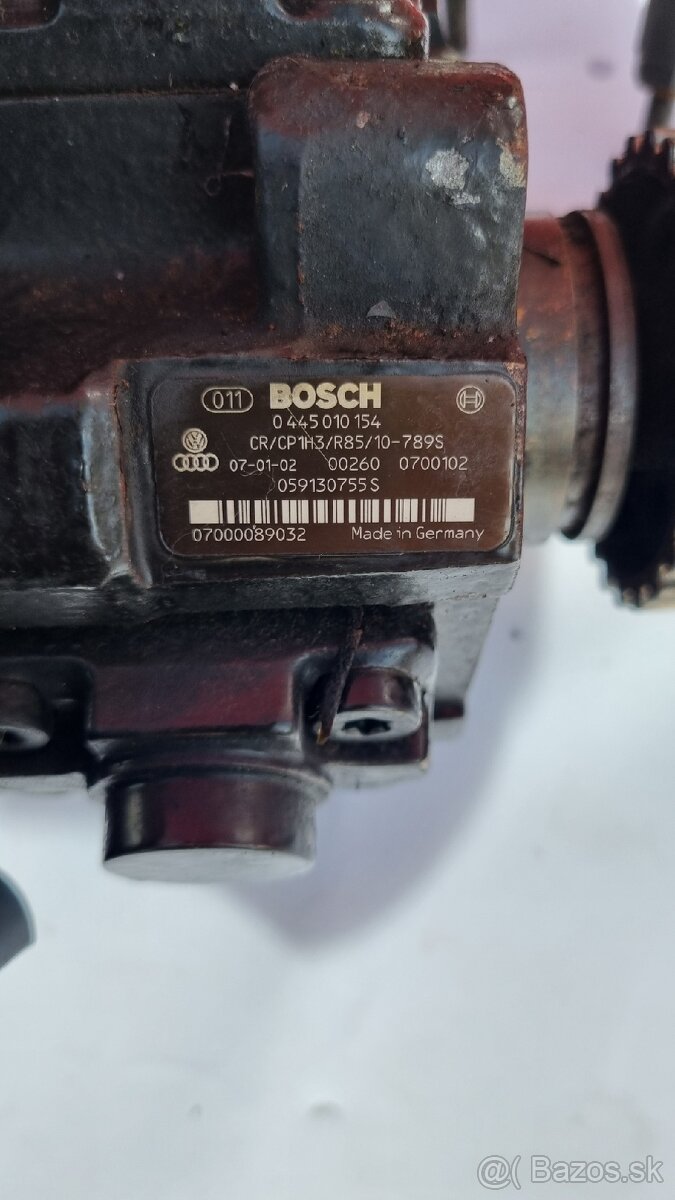 011 BOSCH
0 445 010 154
CR/CP1H3/R85/10-789S
07-01-02 00260 0700102
059130755 S
07000089032 Made in Germany
@( Bazos.sk